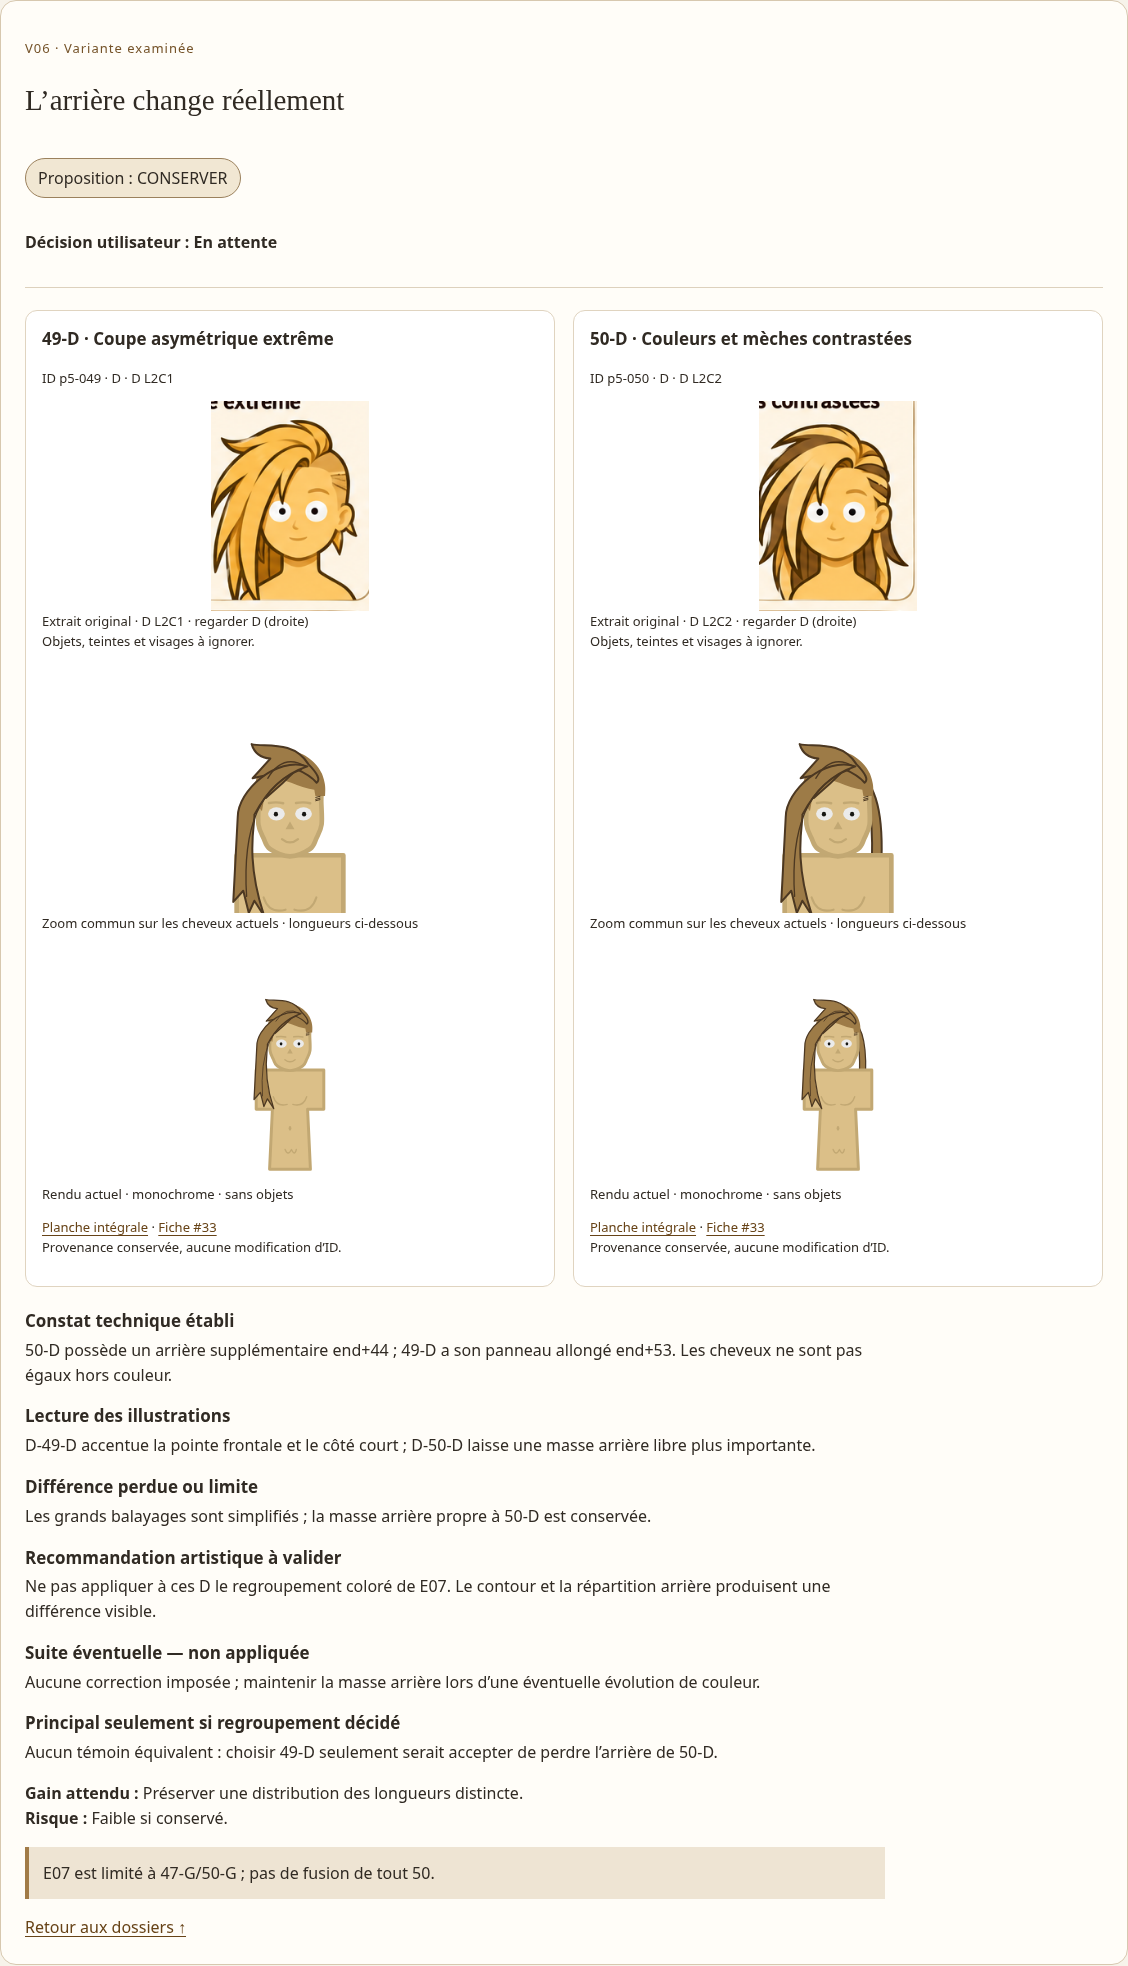 V06 · Variante examinée
L’arrière change réellement
Proposition : CONSERVER
Décision utilisateur : En attente
49-D · Coupe asymétrique extrême
ID p5-049 · D · D L2C1
e extrême
Extrait original · D L2C1 · regarder D (droite)
Objets, teintes et visages à ignorer.
Zoom commun sur les cheveux actuels · longueurs ci-dessous
Rendu actuel · monochrome · sans objets
Planche intégrale · Fiche #33
Provenance conservée, aucune modification d’ID.
50-D · Couleurs et mèches contrastées
ID p5-050 · D · D L2C2
s contrastées
Extrait original · D L2C2 · regarder D (droite)
Objets, teintes et visages à ignorer.
Zoom commun sur les cheveux actuels · longueurs ci-dessous
Rendu actuel · monochrome · sans objets
Planche intégrale · Fiche #33
Provenance conservée, aucune modification d’ID.
Constat technique établi
50-D possède un arrière supplémentaire end+44 ; 49-D a son panneau allongé end+53. Les cheveux ne sont pas
égaux hors couleur.
Lecture des illustrations
D-49-D accentue la pointe frontale et le côté court ; D-50-D laisse une masse arrière libre plus importante.
Différence perdue ou limite
Les grands balayages sont simplifiés ; la masse arrière propre à 50-D est conservée.
Recommandation artistique à valider
Ne pas appliquer à ces D le regroupement coloré de E07. Le contour et la répartition arrière produisent une
différence visible.
Suite éventuelle — non appliquée
Aucune correction imposée ; maintenir la masse arrière lors d’une éventuelle évolution de couleur.
Principal seulement si regroupement décidé
Aucun témoin équivalent : choisir 49-D seulement serait accepter de perdre l’arrière de 50-D.
Gain attendu : Préserver une distribution des longueurs distincte.
Risque : Faible si conservé.
E07 est limité à 47-G/50-G ; pas de fusion de tout 50.
Retour aux dossiers ↑